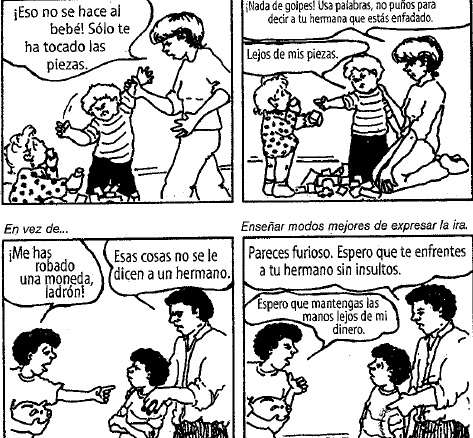 ¡Eso no se hace al
bebé! Sólo te
ha tocado las
piezas.
¡Nada de golpes! Usa palabras, no puños para
decir a tu hermana que estás enfadado.
Lejos de mis piezas.
En vez de...
Enseñar modos mejores de expresar la ira.
¡Me has
robado
una moneda,
ladrón!
Esas cosas no se le
dicen a un hermano.
Pareces furioso. Espero que te enfrentes
a tu hermano sin insultos.
Espero que mantengas las
manos lejos de mi
dinero.